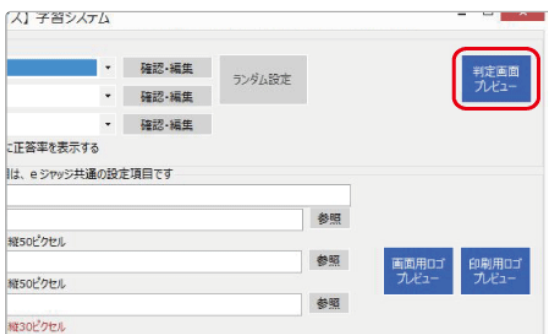 ス】学習システム
確認・編集
ランダム設定
判定画面
プレビュー
確認・編集
確認・編集
に正答率を表示する
目は、eジャッジ共通の設定項目です
参照
縦50ピクセル
参照
画面用ロゴ
プレビュー
印刷用ロゴ
プレビュー
縦50ピクセル
参照
縦30ピクセル